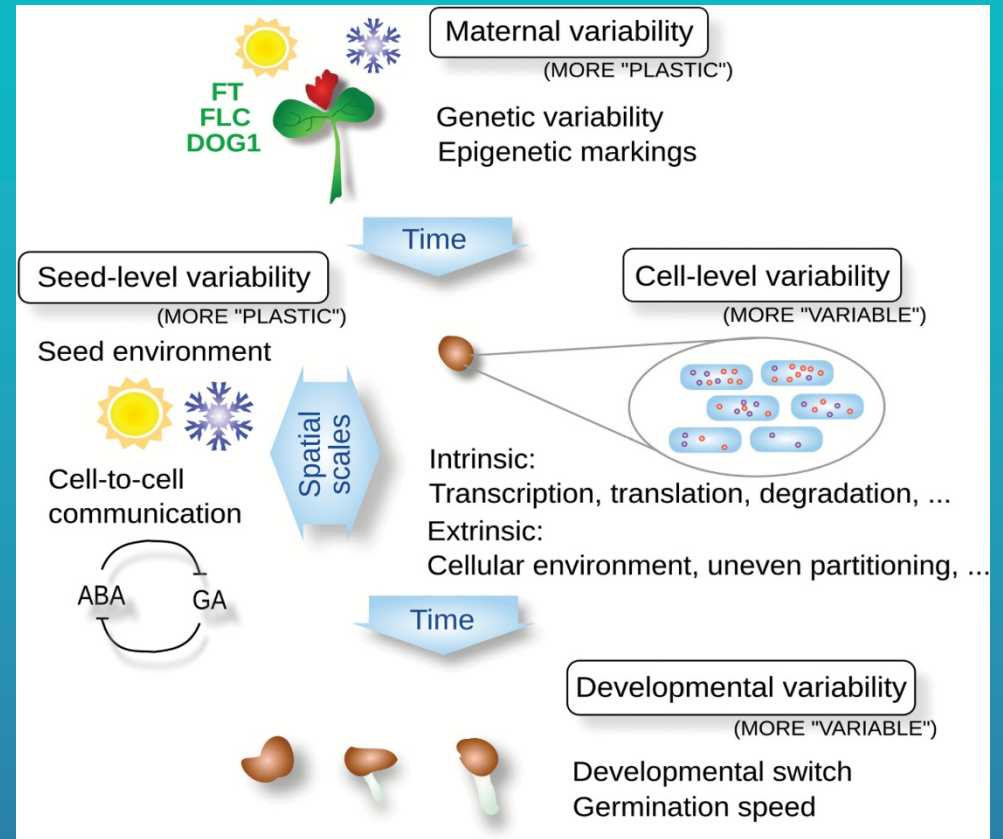 Maternal variability
(MORE "PLASTIC")
FT
FLC
DOG1
Genetic variability
Epigenetic markings
Time
Seed-level variability
(MORE "PLASTIC")
Seed environment
Cell-to-cell
communication
ABA
GA
Spatial
scales
Cell-level variability
(MORE "VARIABLE")
Intrinsic:
Transcription, translation, degradation, ...
Extrinsic:
Cellular environment, uneven partitioning, ...
Time
Developmental variability
(MORE "VARIABLE")
Developmental switch
Germination speed